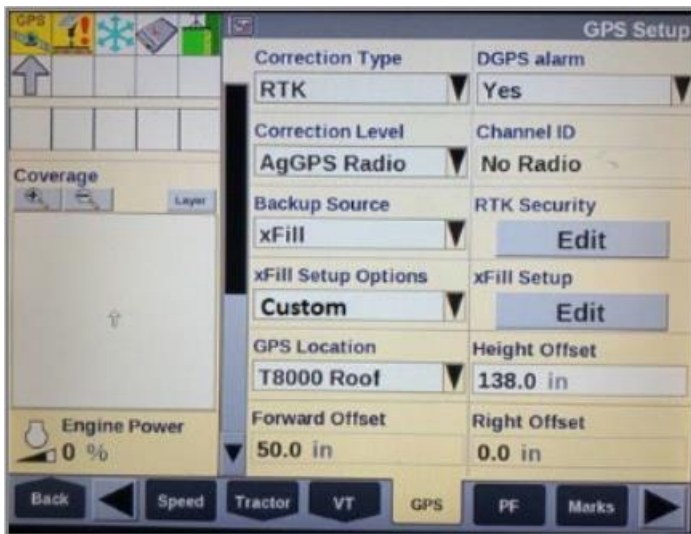 GPS
GPS Setup
Correction Type
DGPS alarm
RTK
Yes
Correction Level
Channel ID
AgGPS Radio
No Radio
Coverage
Layer
Backup Source
RTK Security
xFill
Edit
xFill Setup Options
xFill Setup
Custom
Edit
GPS Location
Height Offset
T8000 Roof
138.0 in
Engine Power
0 %
Forward Offset
Right Offset
50.0 in
0.0 in
Back
Speed
Tractor
VT
GPS
PF
Marks